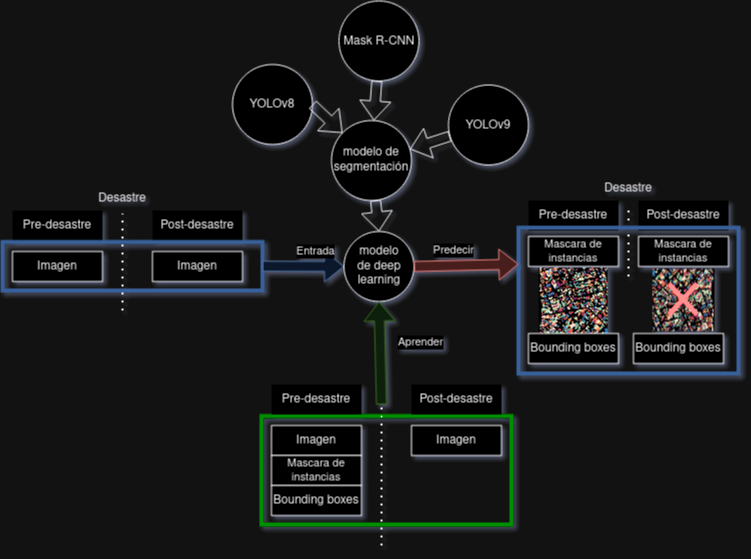 Mask R-CNN
YOLOv8
YOLOv9
modelo de
segmentación
Desastre
Pre-desastre
Post-desastre
Imagen
Imagen
Entrada
modelo
de deep
learning
Predecir
Desastre
Pre-desastre
Post-desastre
Mascara de
instancias
Mascara de
instancias
Bounding boxes
Bounding boxes
Aprender
Pre-desastre
Post-desastre
Imagen
Mascara de
instancias
Bounding boxes
Imagen